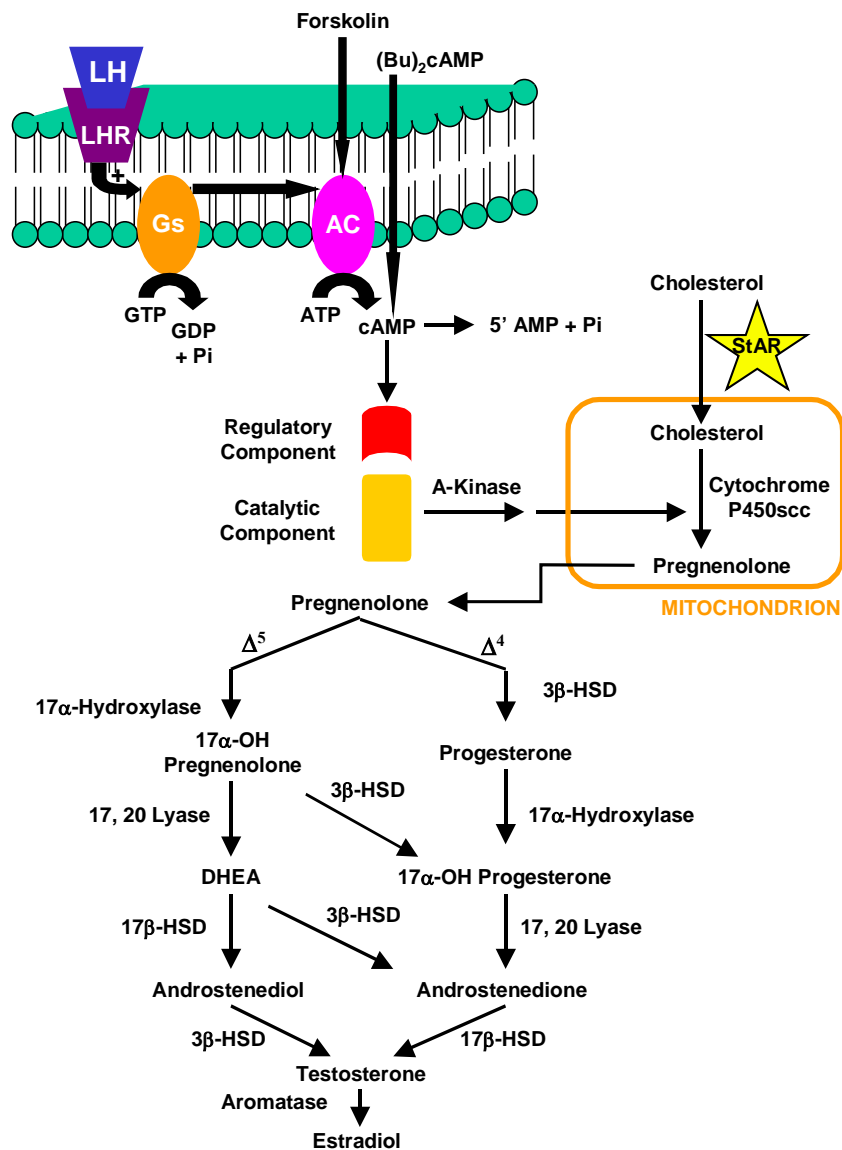 Forskolin
(Bu)₂cAMP
LH
LHR
+
Gs
AC
GTP
GDP
+ Pi
ATP
cAMP
5’ AMP + Pi
Cholesterol
StAR
Regulatory
Component
Cholesterol
A-Kinase
Cytochrome
P450scc
Catalytic
Component
Pregnenolone
MITOCHONDRION
Pregnenolone
Δ⁵
Δ⁴
17α-Hydroxylase
3β-HSD
17α-OH
Pregnenolone
Progesterone
3β-HSD
17, 20 Lyase
17α-Hydroxylase
DHEA
17α-OH Progesterone
17β-HSD
3β-HSD
17, 20 Lyase
Androstenediol
Androstenedione
3β-HSD
17β-HSD
Testosterone
Aromatase
Estradiol